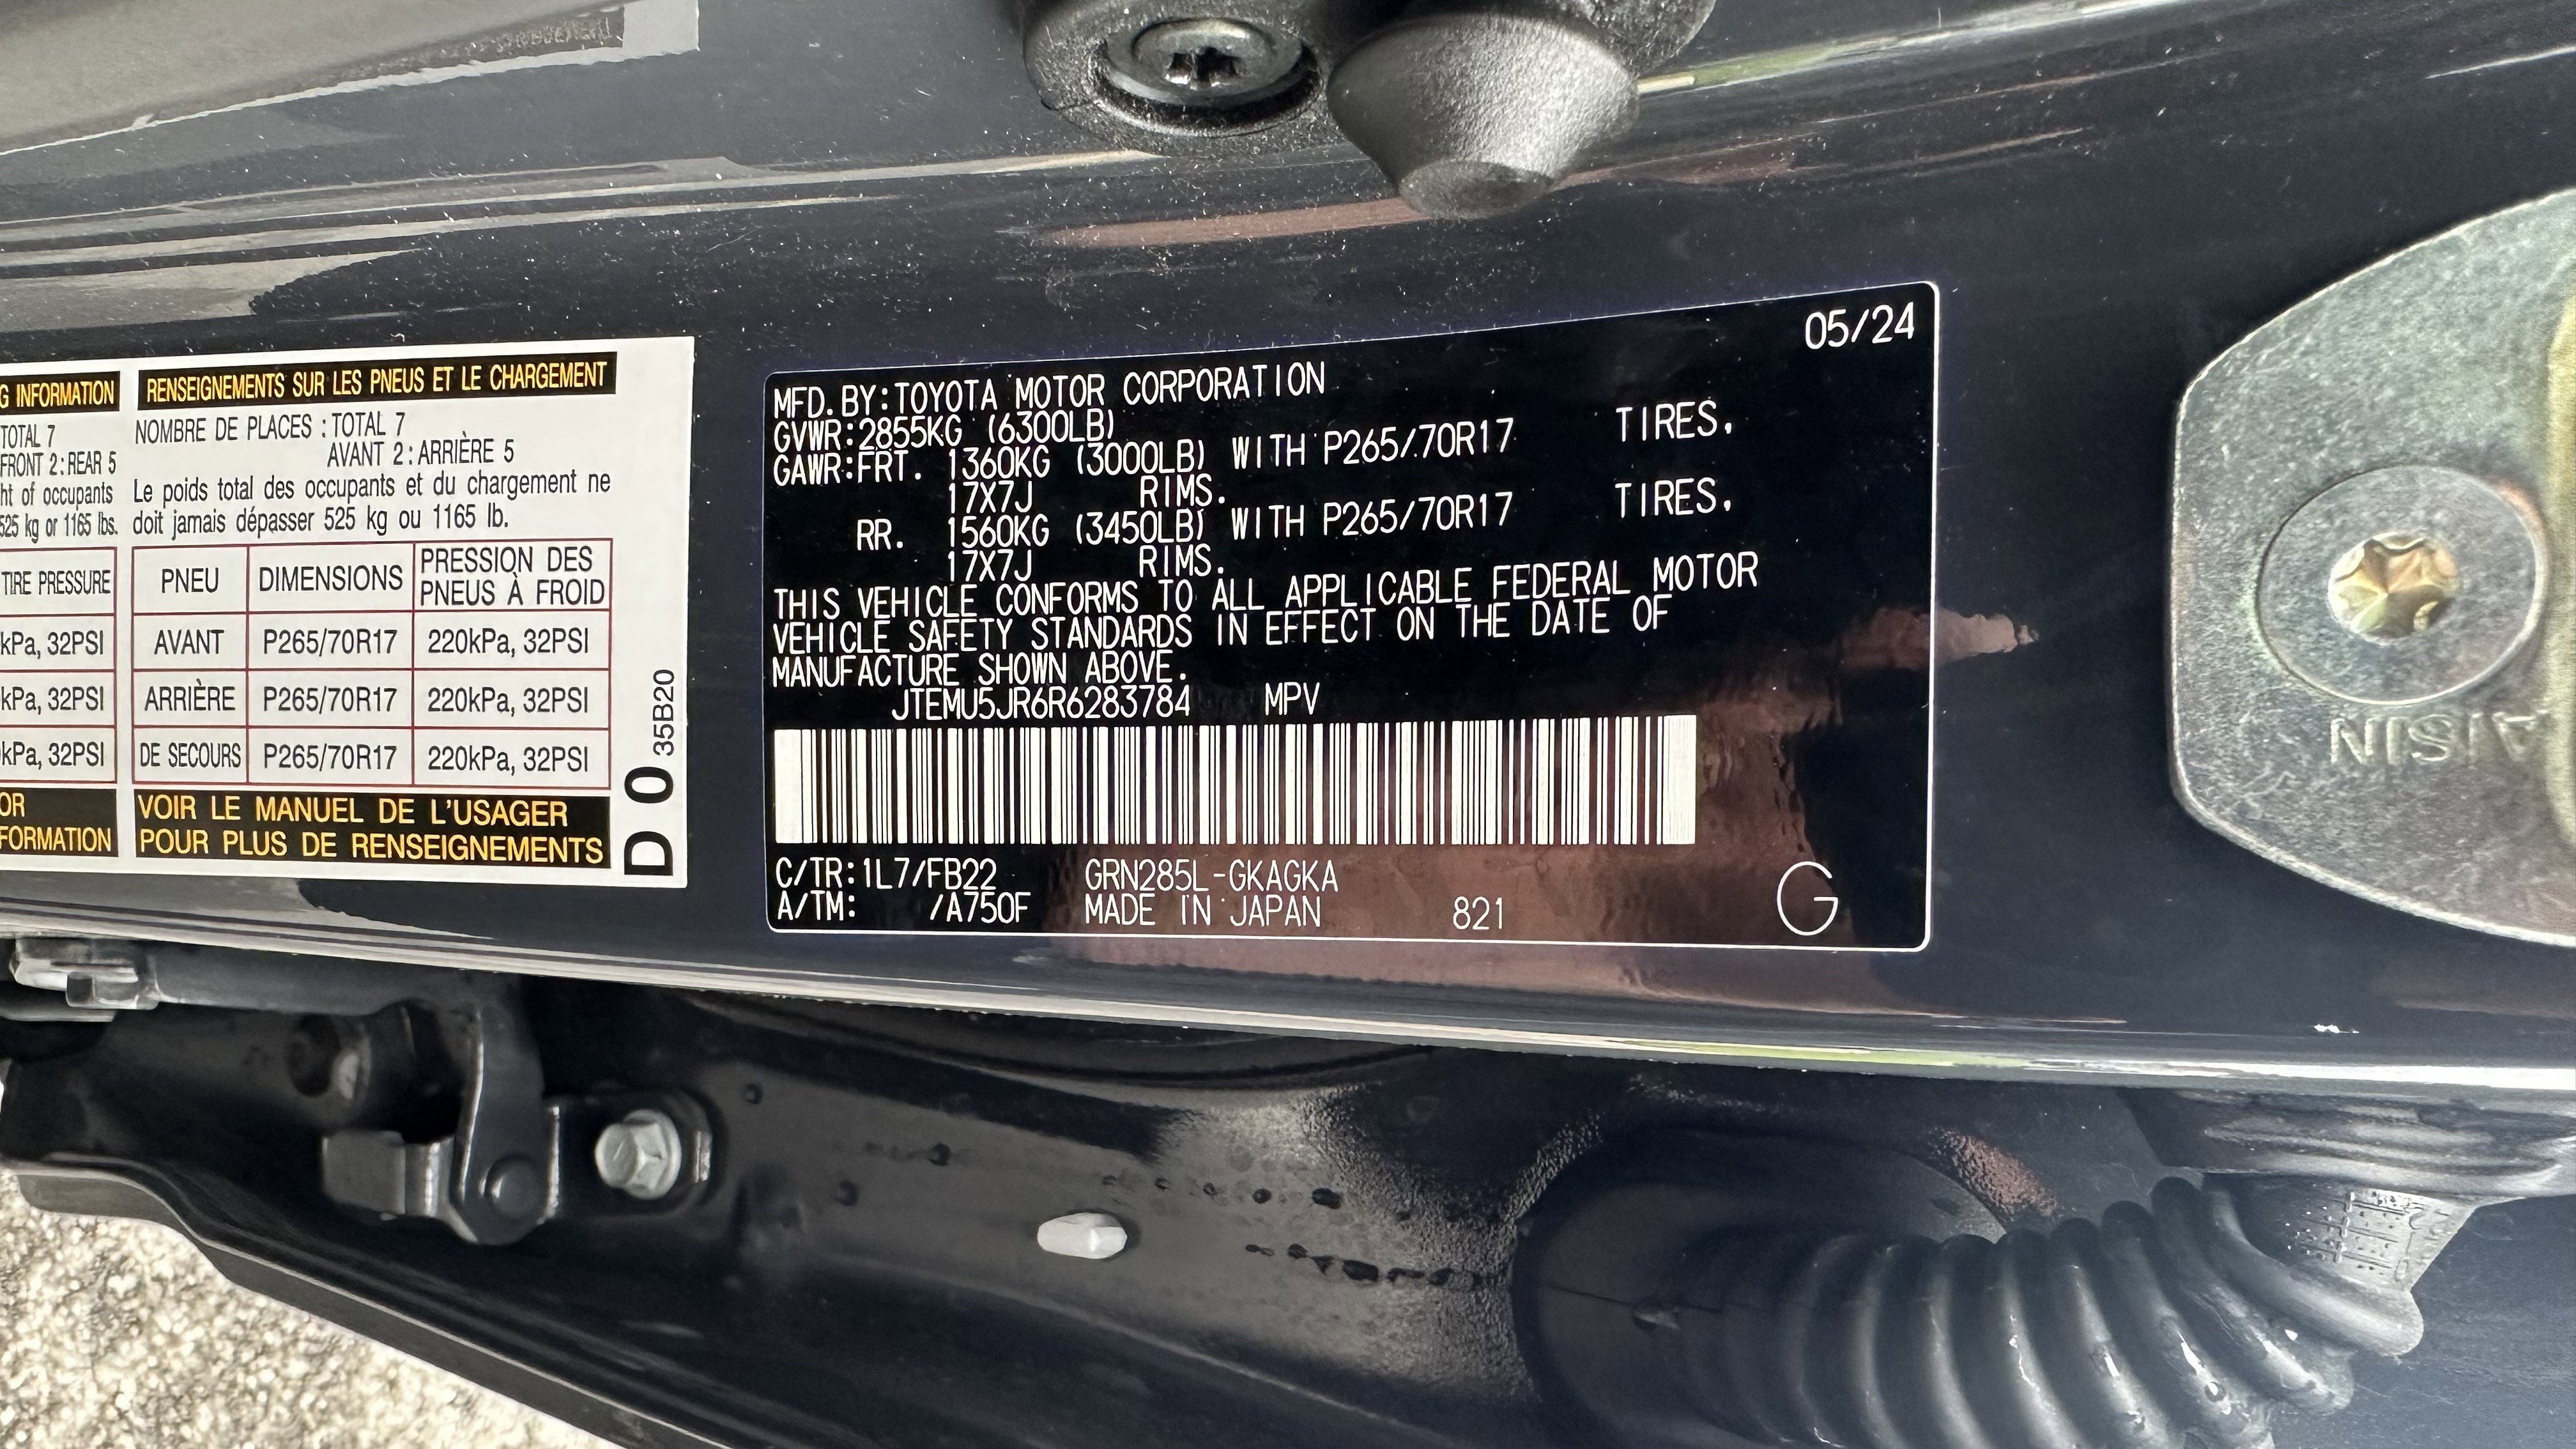 G INFORMATION
TOTAL 7
FRONT 2:REAR 5
ht of occupants
525 kg or 1165 lbs.
TIRE PRESSURE
kPa, 32PSI
kPa, 32PSI
kPa, 32PSI
OR
FORMATION
RENSEIGNEMENTS SUR LES PNEUS ET LE CHARGEMENT
NOMBRE DE PLACES : TOTAL 7
AVANT 2 : ARRIÈRE 5
Le poids total des occupants et du chargement ne
doit jamais dépasser 525 kg ou 1165 lb.
PNEU DIMENSIONS PRESSION DES
PNEUS À FROID
AVANT P265/70R17 220kPa, 32PSI
ARRIÈRE P265/70R17 220kPa, 32PSI
DE SECOURS P265/70R17 220kPa, 32PSI
VOIR LE MANUEL DE L'USAGER
POUR PLUS DE RENSEIGNEMENTS
D 0 35B20
05/24
MFD.BY:TOYOTA MOTOR CORPORATION
GVWR:2855KG (6300LB)
GAWR:FRT. 1360KG (3000LB) WITH P265/70R17 TIRES.
17X7J RIMS.
RR. 1560KG (3450LB) WITH P265/70R17 TIRES.
17X7J RIMS.
THIS VEHICLE CONFORMS TO ALL APPLICABLE FEDERAL MOTOR
VEHICLE SAFETY STANDARDS IN EFFECT ON THE DATE OF
MANUFACTURE SHOWN ABOVE.
JTEMU5JR6R6283784 MPV
C/TR:1L7/FB22 GRN285L-GKAGKA
A/TM: /A750F MADE IN JAPAN 821 G
AISIN